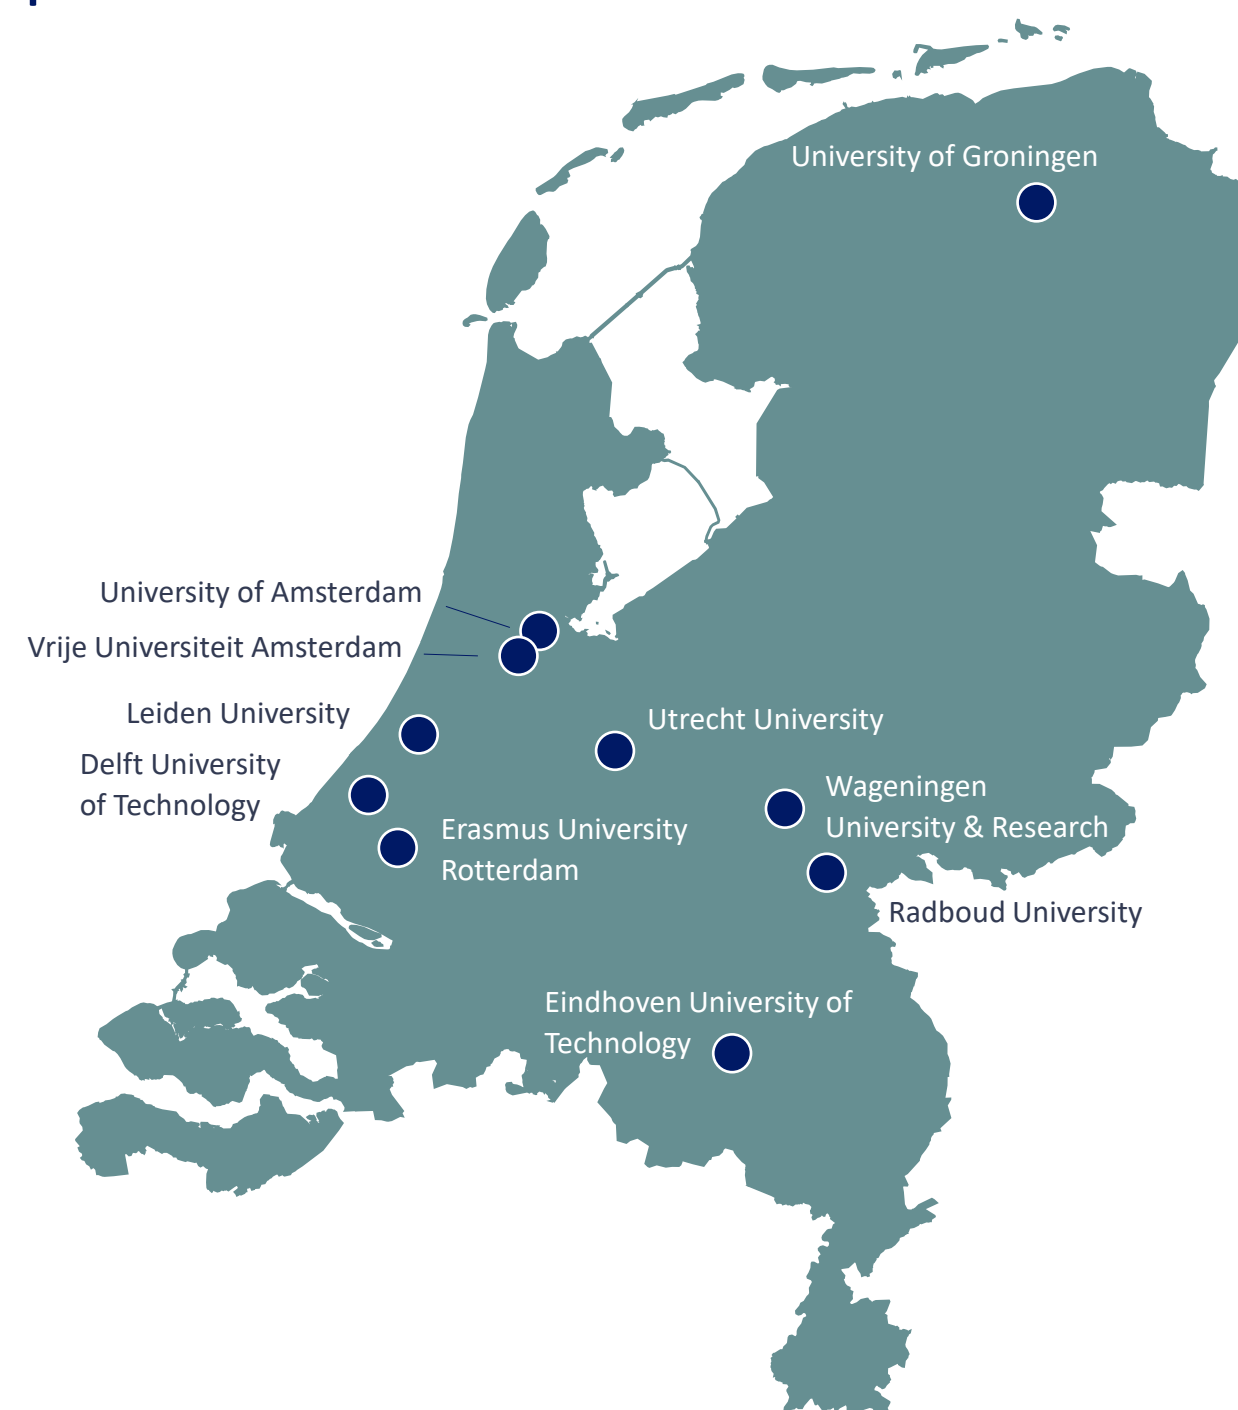 University of Groningen
University of Amsterdam
Vrije Universiteit Amsterdam
Leiden University
Utrecht University
Delft University
of Technology
Wageningen
University & Research
Erasmus University
Rotterdam
Radboud University
Eindhoven University of
Technology